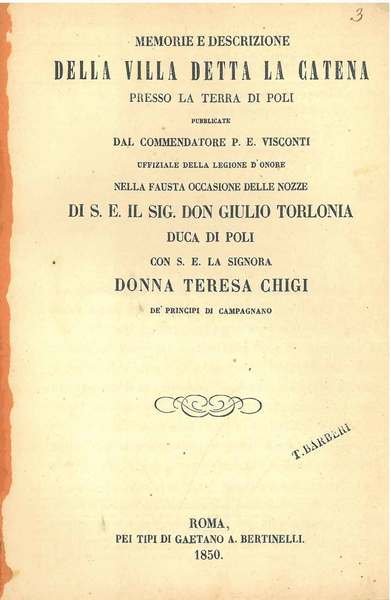 3
MEMORIE E DESCRIZIONE
DELLA VILLA DETTA LA CATENA
PRESSO LA TERRA DI POLI
PUBBLICATE
DAL COMMENDATORE P. E. VISCONTI
UFFIZIALE DELLA LEGIONE D'ONORE
NELLA FAUSTA OCCASIONE DELLE NOZZE
DI S. E. IL SIG. DON GIULIO TORLONIA
DUCA DI POLI
CON S. E. LA SIGNORA
DONNA TERESA CHIGI
DE' PRINCIPI DI CAMPAGNANO
T. BARBERI
ROMA,
PEI TIPI DI GAETANO A. BERTINELLI.
1850.